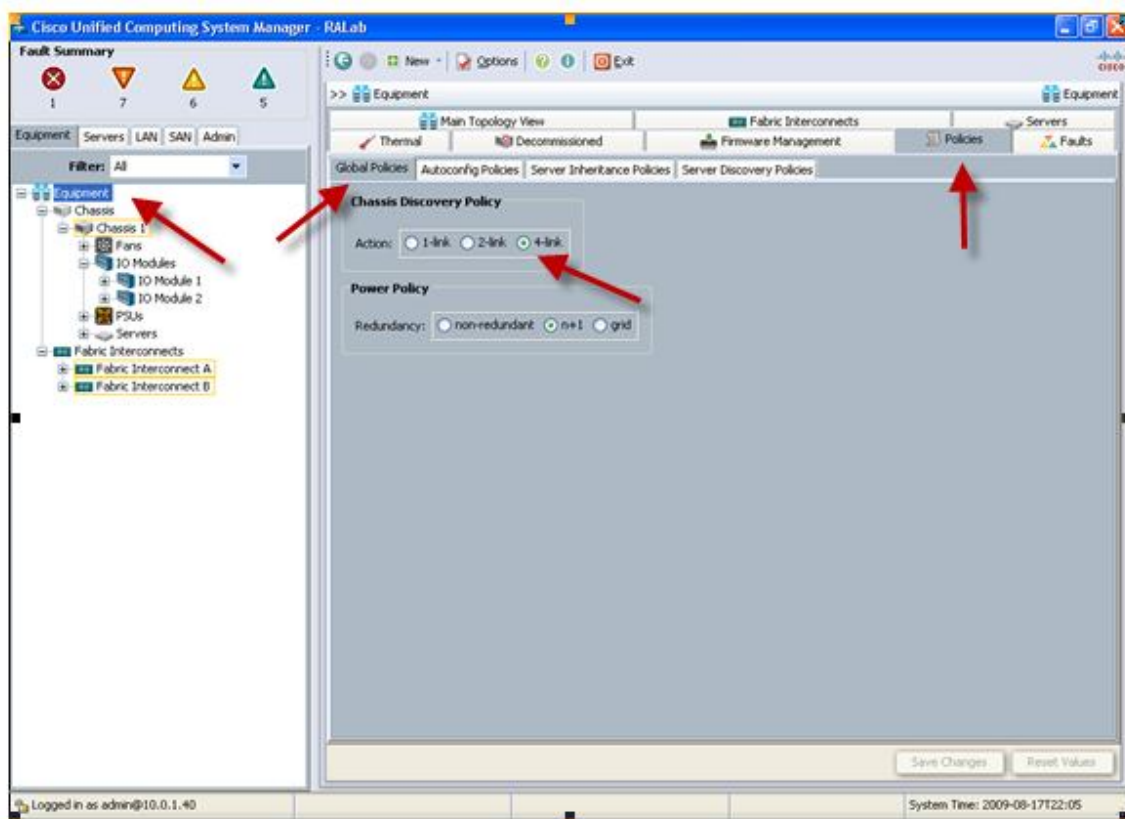 Cisco Unified Computing System Manager - RALab
Fault Summary
1 7 6 5
Equipment Servers LAN SAN Admin
Filter: All
Equipment
Chassis
Chassis 1
Fans
IO Modules
IO Module 1
IO Module 2
PSUs
Servers
Fabric Interconnects
Fabric Interconnect A
Fabric Interconnect B
New Options Exit
CISCO
>> Equipment Equipment
Main Topology View Fabric Interconnects Servers
Thermal Decommissioned Firmware Management Policies Faults
Global Policies Autoconfig Policies Server Inheritance Policies Server Discovery Policies
Chassis Discovery Policy
Action: 1-link 2-link 4-link
Power Policy
Redundancy: non-redundant n+1 grid
Save Changes Reset Values
Logged in as admin@10.0.1.40 System Time: 2009-08-17T22:05